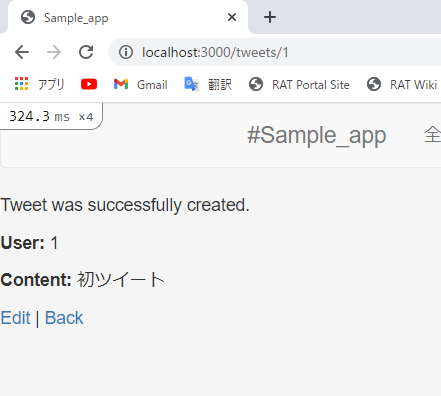 Sample_app
localhost:3000/tweets/1
アプリ Gmail 翻訳 RAT Portal Site RAT Wiki
324.3 ms ×4
#Sample_app 全
Tweet was successfully created.
User: 1
Content: 初ツイート
Edit | Back